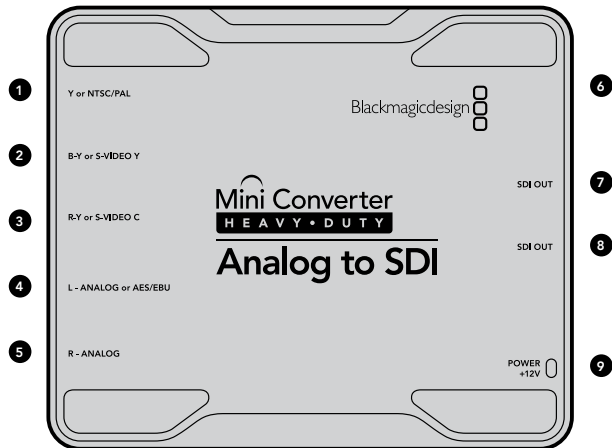 1 Y or NTSC/PAL
2 B-Y or S-VIDEO Y
3 R-Y or S-VIDEO C
4 L - ANALOG or AES/EBU
5 R - ANALOG
Blackmagicdesign
Mini Converter
HEAVY • DUTY
Analog to SDI
6
SDI OUT 7
SDI OUT 8
POWER
+12V 9